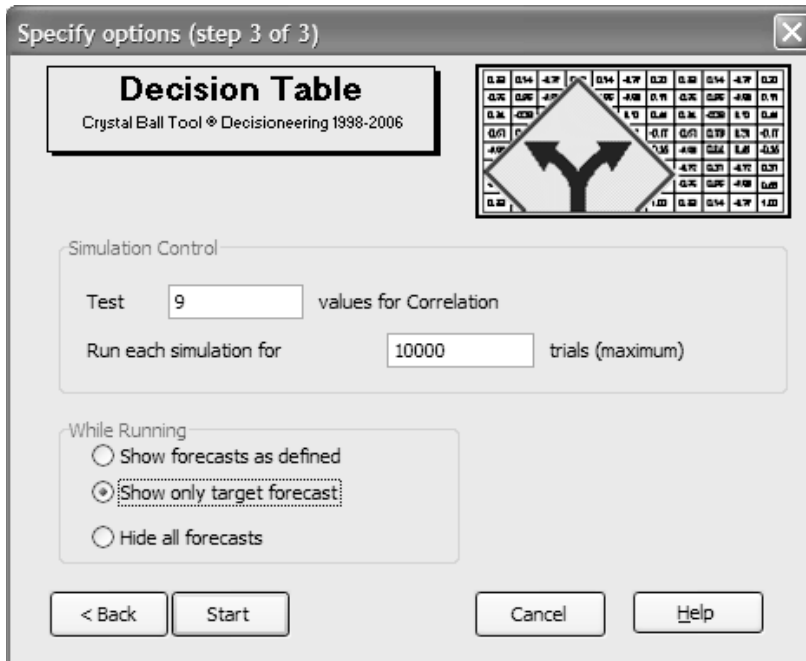 Specify options (step 3 of 3)
Decision Table
Crystal Ball Tool ® Decisioneering 1998-2006
Simulation Control
Test 9 values for Correlation
Run each simulation for 10000 trials (maximum)
While Running
Show forecasts as defined
Show only target forecast
Hide all forecasts
< Back Start Cancel Help